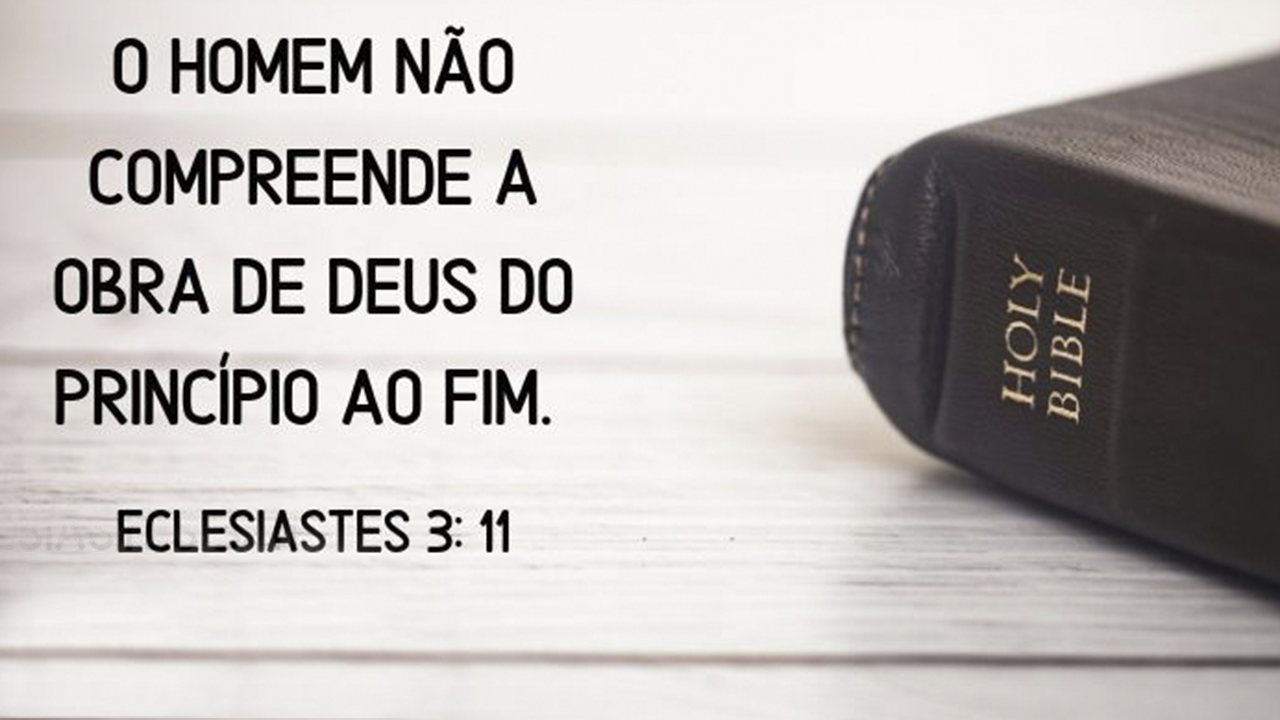 O HOMEM NÃO
COMPREENDE A
OBRA DE DEUS DO
PRINCÍPIO AO FIM.
ECLESIASTES 3: 11
HOLY
BIBLE